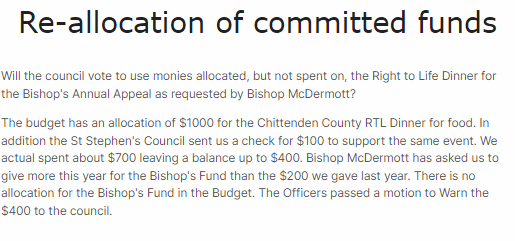 Re-allocation of committed funds
Will the council vote to use monies allocated, but not spent on, the Right to Life Dinner for
the Bishop's Annual Appeal as requested by Bishop McDermott?
The budget has an allocation of $1000 for the Chittenden County RTL Dinner for food. In
addition the St Stephen's Council sent us a check for $100 to support the same event. We
actual spent about $700 leaving a balance up to $400. Bishop McDermott has asked us to
give more this year for the Bishop's Fund than the $200 we gave last year. There is no
allocation for the Bishop's Fund in the Budget. The Officers passed a motion to Warn the
$400 to the council.